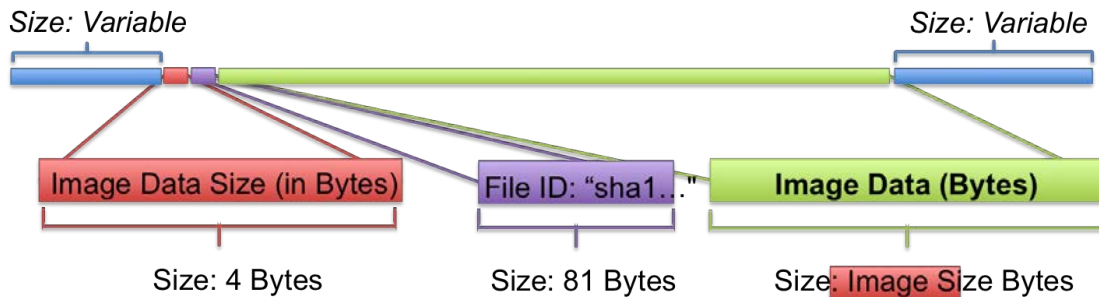 Size: Variable
Size: Variable
Image Data Size (in Bytes)
File ID: “sha1…"
Image Data (Bytes)
Size: 4 Bytes
Size: 81 Bytes
Size: Image Size Bytes